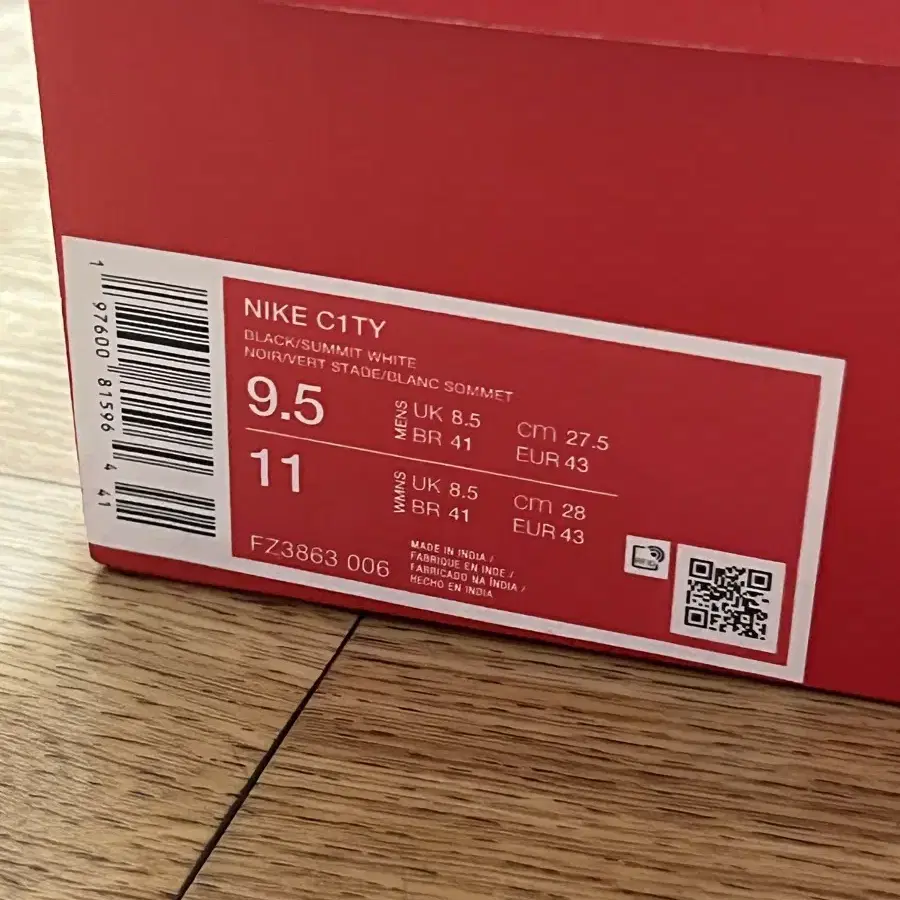 1 97600 81596 4 41
NIKE C1TY
BLACK/SUMMIT WHITE
NOIR/VERT STADE/BLANC SOMMET
9.5 MENS UK 8.5 cm 27.5
BR 41 EUR 43
11 WMNS UK 8.5 cm 28
BR 41 EUR 43
FZ3863 006
MADE IN INDIA /
FABRIQUE EN INDE /
FABRICADO NA ÍNDIA /
HECHO EN INDIA